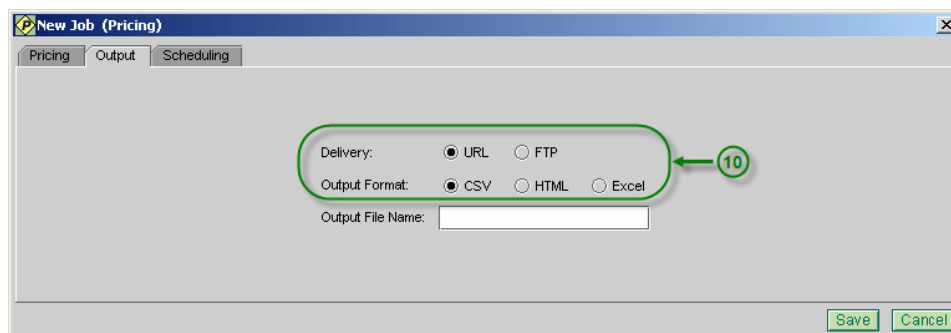 P New Job (Pricing) X
Pricing Output Scheduling
Delivery: URL FTP
10
Output Format: CSV HTML Excel
Output File Name:
Save Cancel